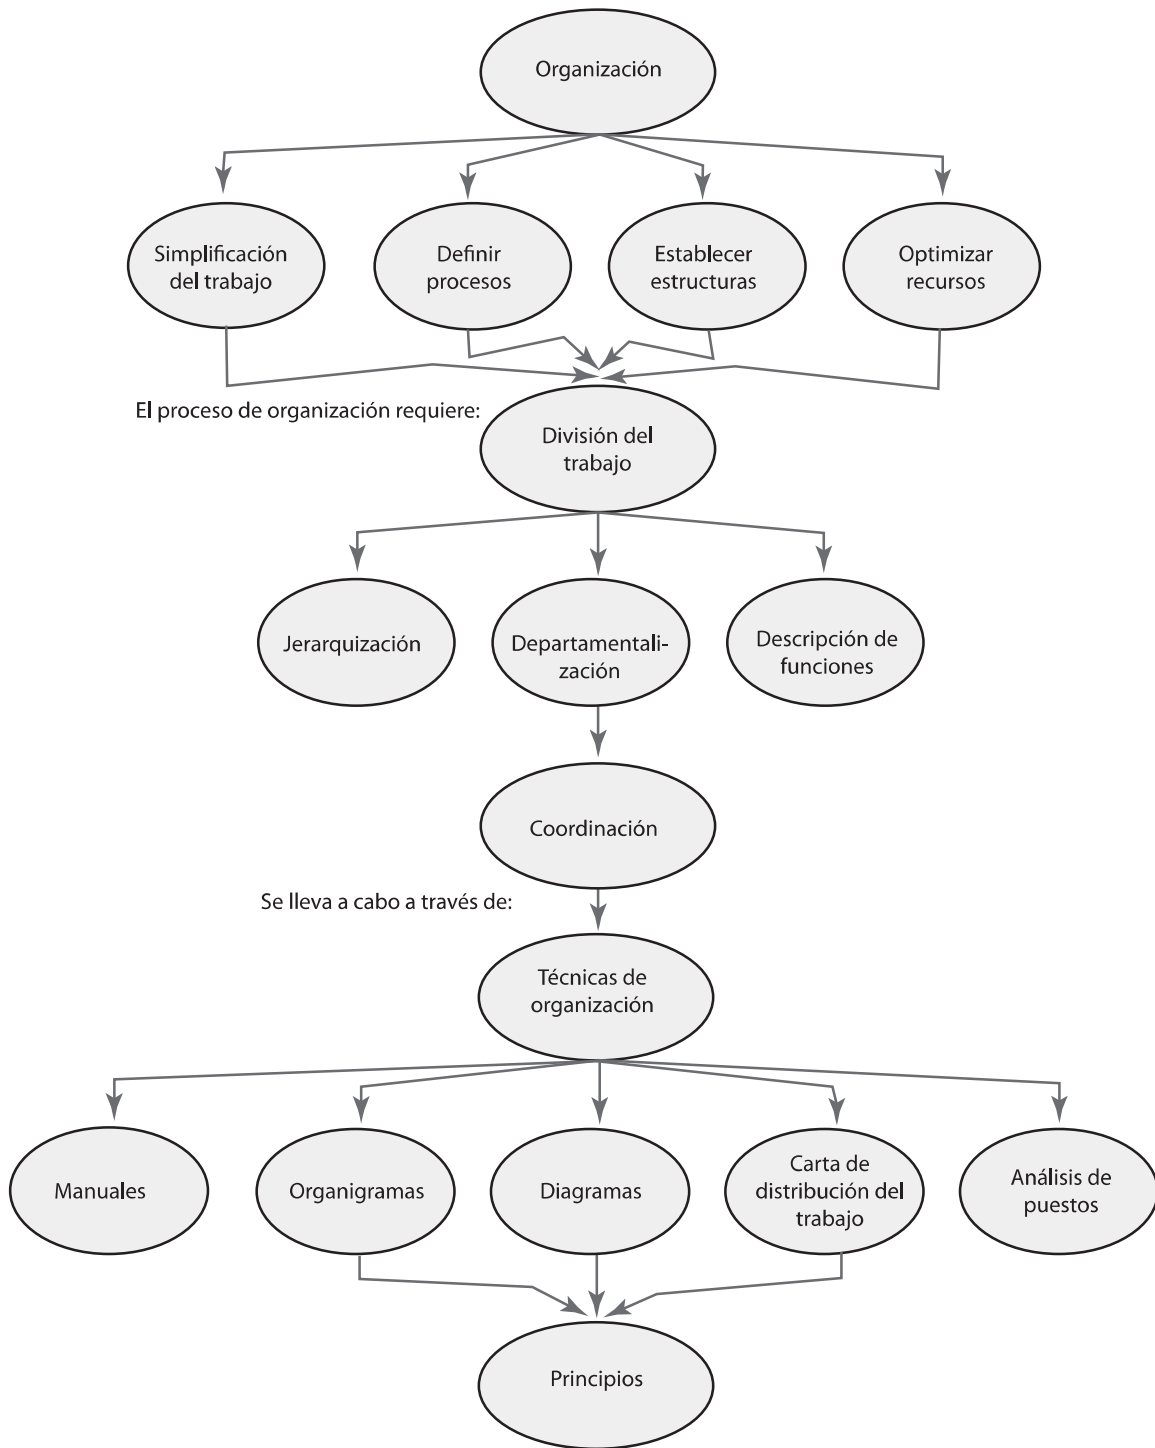 Organización
Simplificación
del trabajo
Definir
procesos
Establecer
estructuras
Optimizar
recursos
El proceso de organización requiere:
División del
trabajo
Jerarquización
Departamentali-
zación
Descripción de
funciones
Coordinación
Se lleva a cabo a través de:
Técnicas de
organización
Manuales
Organigramas
Diagramas
Carta de
distribución del
trabajo
Análisis de
puestos
Principios